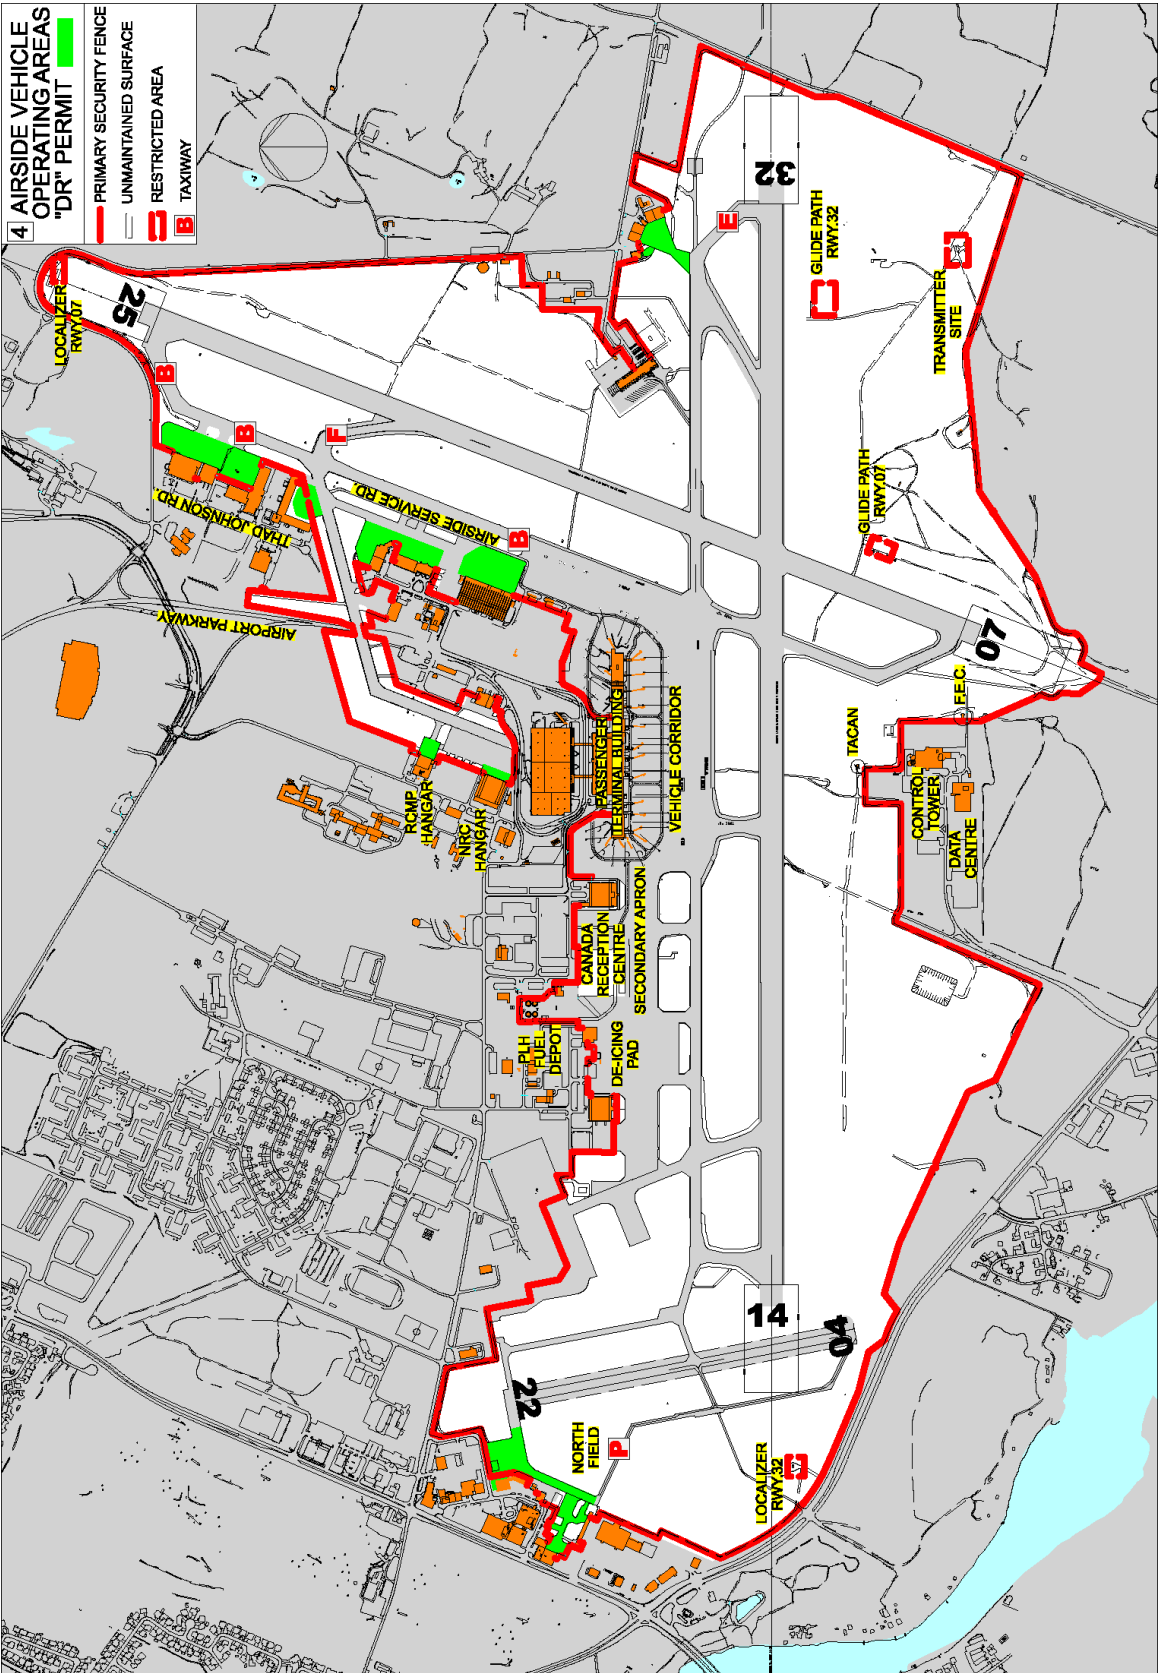 4 AIRSIDE VEHICLE
OPERATING AREAS
"DR" PERMIT
PRIMARY SECURITY FENCE
UNMAINTAINED SURFACE
RESTRICTED AREA
B TAXIWAY
LOCALIZER
RWY.07
25
B
B
F
THAD JOHNSON RD.
AIRSIDE SERVICE RD.
B
AIRPORT PARKWAY
32
E
GLIDE PATH
RWY.32
TRANSMITTER
SITE
GLIDE PATH
RWY.07
07
F.E.C.
TACAN
CONTROL
TOWER
DATA
CENTRE
PASSENGER
TERMINAL BUILDING
VEHICLE CORRIDOR
RCMP
HANGAR
NRC
HANGAR
CANADA
RECEPTION
CENTRE
SECONDARY APRON
PLH
FUEL
DEPOT
DE-ICING
PAD
14
04
22
NORTH
FIELD
P
LOCALIZER
RWY.32